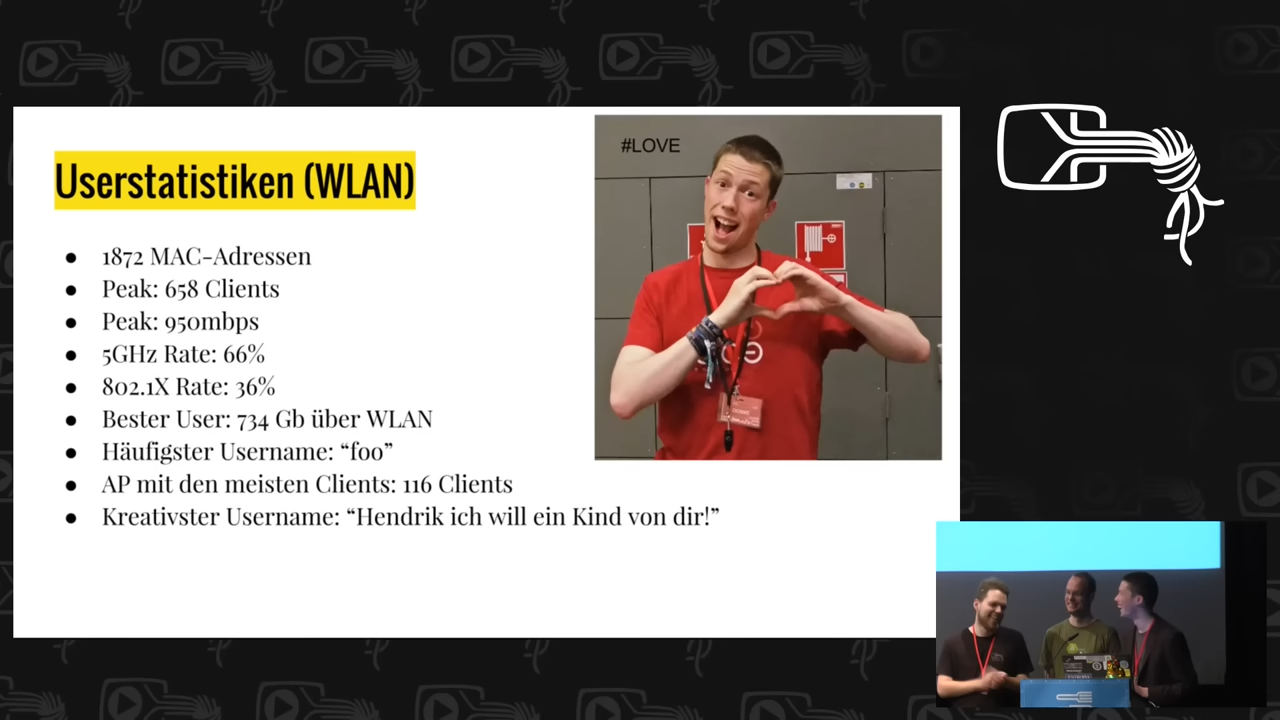 Userstatistiken (WLAN)
#LOVE
● 1872 MAC-Adressen
● Peak: 658 Clients
● Peak: 950mbps
● 5GHz Rate: 66%
● 802.1X Rate: 36%
● Bester User: 734 Gb über WLAN
● Häufigster Username: “foo”
● AP mit den meisten Clients: 116 Clients
● Kreativster Username: “Hendrik ich will ein Kind von dir!”